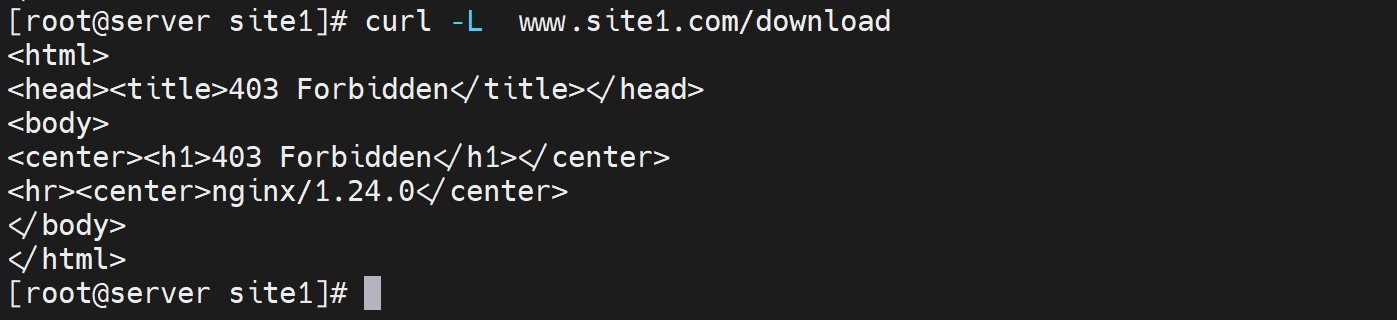 [root@server site1]# curl -L  www.site1.com/download
<html>
<head><title>403 Forbidden</title></head>
<body>
<center><h1>403 Forbidden</h1></center>
<hr><center>nginx/1.24.0</center>
</body>
</html>
[root@server site1]#